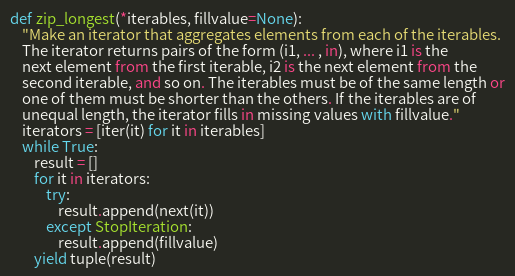 def zip_longest(*iterables, fillvalue=None):
"Make an iterator that aggregates elements from each of the iterables.
The iterator returns pairs of the form (i1, ... , in), where i1 is the
next element from the first iterable, i2 is the next element from the
second iterable, and so on. The iterables must be of the same length or
one of them must be shorter than the others. If the iterables are of
unequal length, the iterator fills in missing values with fillvalue."
iterators = [iter(it) for it in iterables]
while True:
result = []
for it in iterators:
try:
result.append(next(it))
except StopIteration:
result.append(fillvalue)
yield tuple(result)